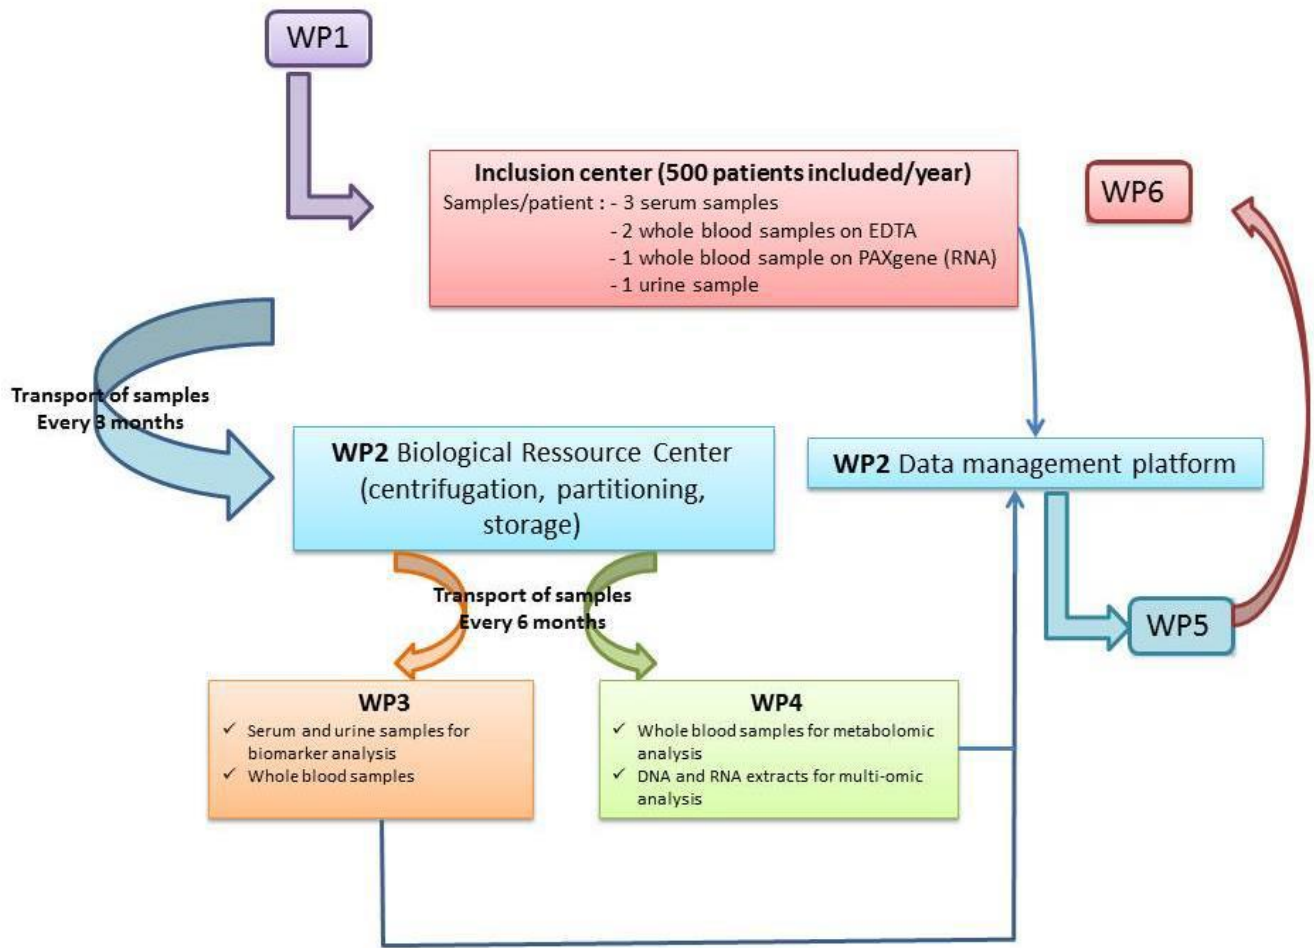 WP1
Inclusion center (500 patients included/year)
Samples/patient : - 3 serum samples
- 2 whole blood samples on EDTA
- 1 whole blood sample on PAXgene (RNA)
- 1 urine sample
WP6
Transport of samples
Every 3 months
WP2 Biological Ressource Center
(centrifugation, partitioning,
storage)
WP2 Data management platform
Transport of samples
Every 6 months
WP5
WP3
✓ Serum and urine samples for
biomarker analysis
✓ Whole blood samples
WP4
✓ Whole blood samples for metabolomic
analysis
✓ DNA and RNA extracts for multi-omic
analysis